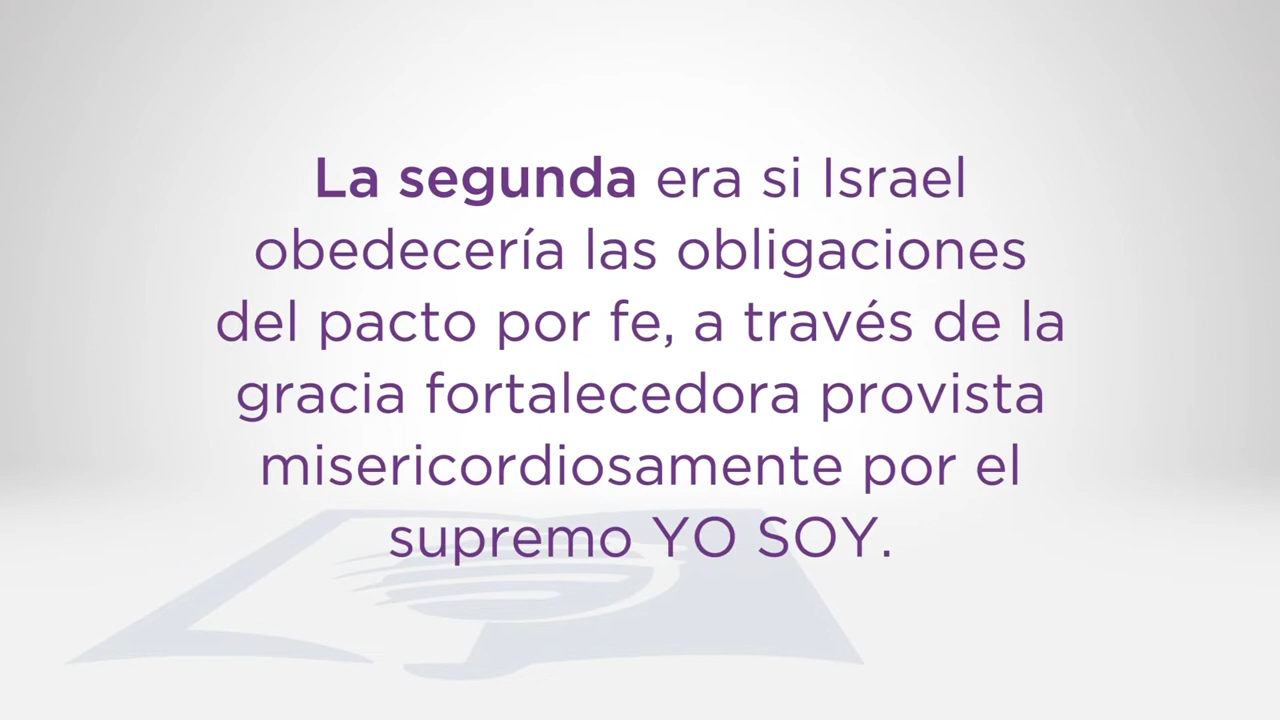 La segunda era si Israel
obedecería las obligaciones
del pacto por fe, a través de la
gracia fortalecedora provista
misericordiosamente por el
supremo YO SOY.